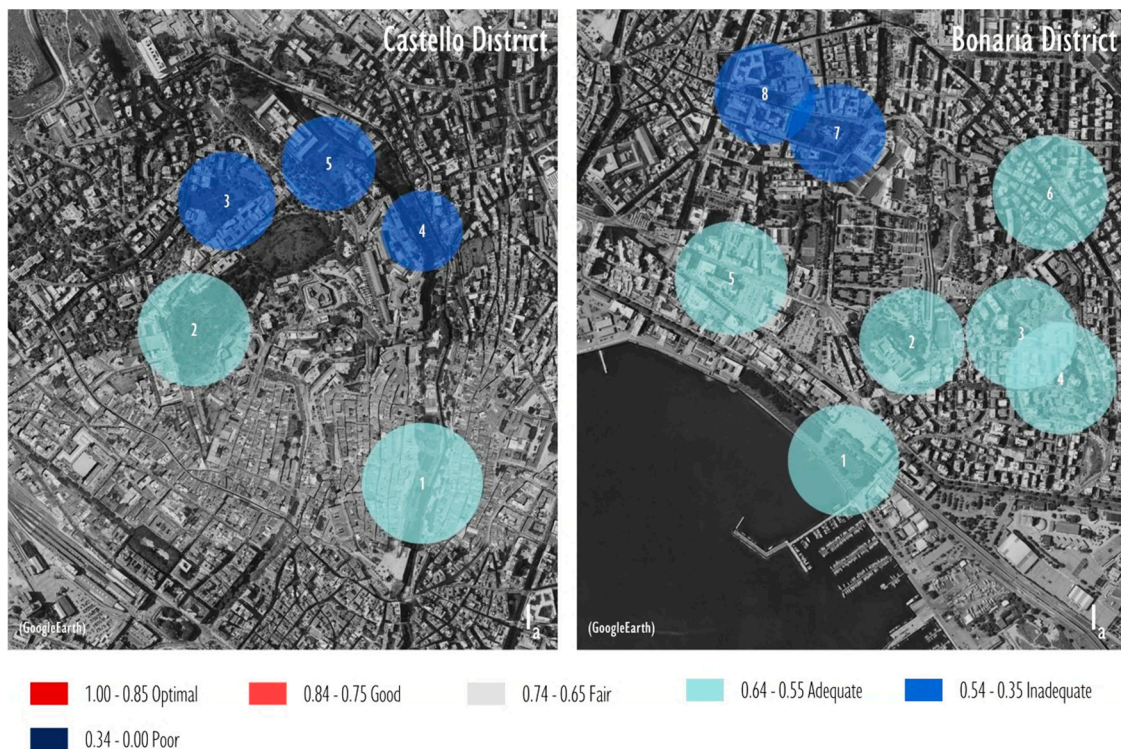 Castello District
5
3
4
2
1
(GoogleEarth)
Ia
Bonaria District
8
7
6
5
2
3
4
1
(GoogleEarth)
Ia
1.00 - 0.85 Optimal
0.84 - 0.75 Good
0.74 - 0.65 Fair
0.64 - 0.55 Adequate
0.54 - 0.35 Inadequate
0.34 - 0.00 Poor